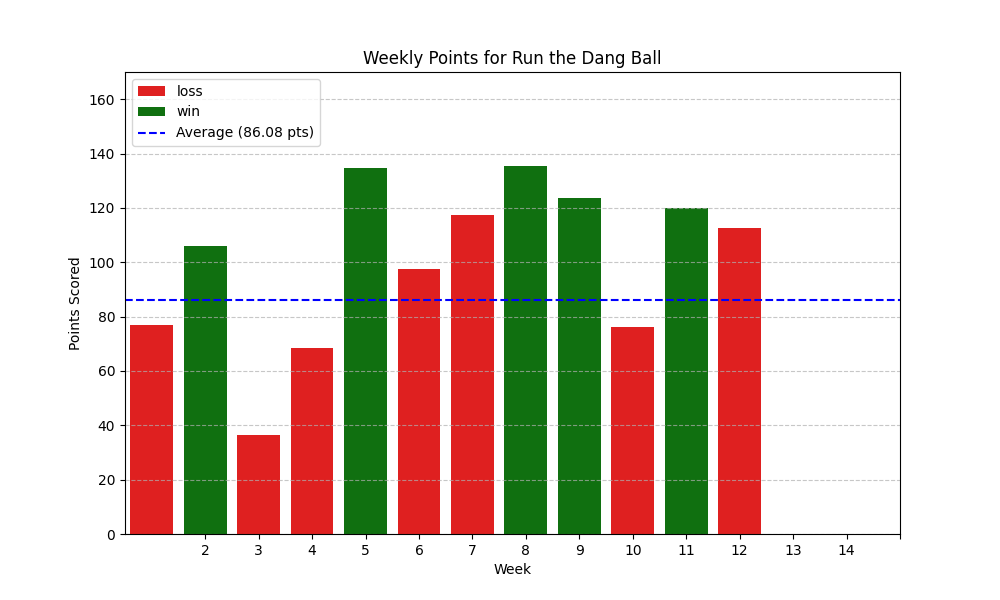 Weekly Points for Run the Dang Ball
loss
win
Average (86.08 pts)
160
140
120
100
80
60
40
20
0
Points Scored
2 3 4 5 6 7 8 9 10 11 12 13 14
Week